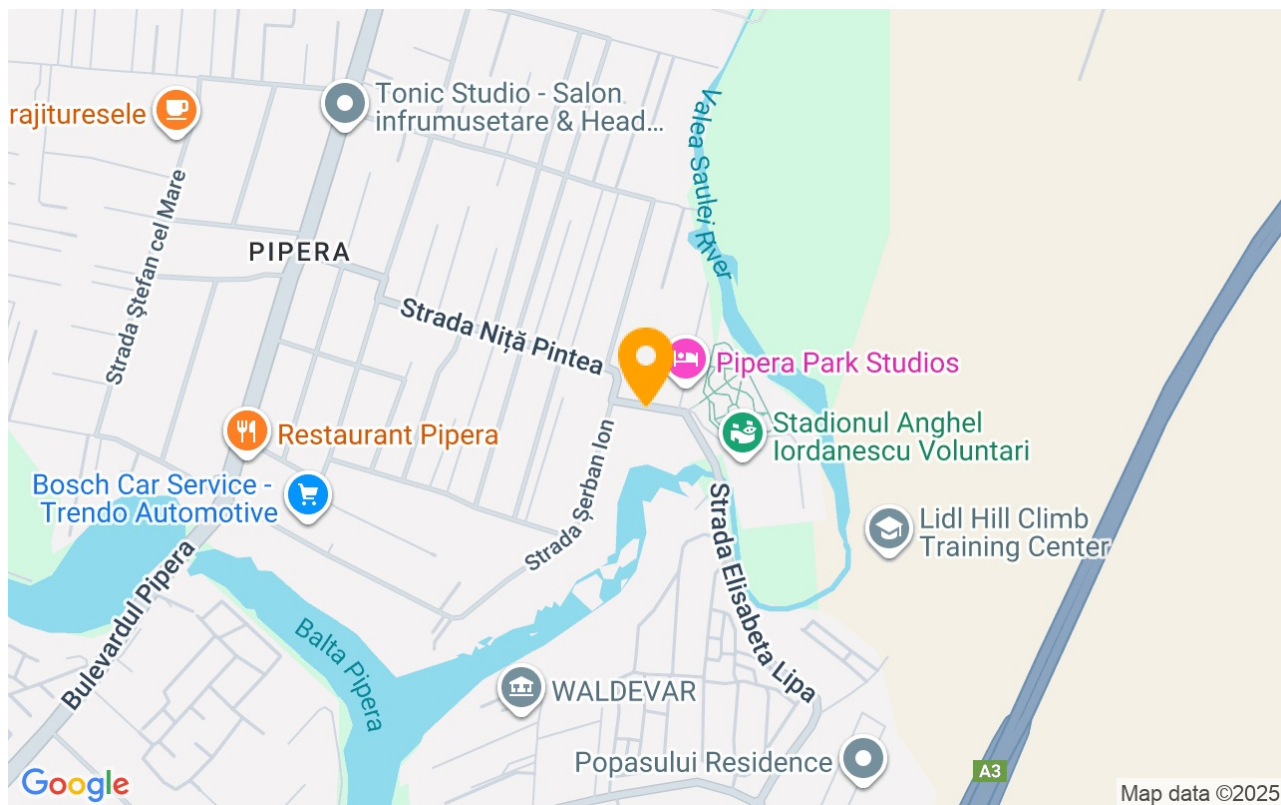 Tonic Studio - Salon
infrumusetare & Head...
rajituresele
Valea Saulei River
Strada Ștefan cel Mare
PIPERA
Strada Niță Pintea
Pipera Park Studios
Restaurant Pipera
Stadionul Anghel
Iordanescu Voluntari
Bosch Car Service -
Trendo Automotive
Strada Șerban Ion
Strada Elisabeta Lipa
Lidl Hill Climb
Training Center
Bulevardul Pipera
Balta Pipera
WALDEVAR
Popasului Residence
A3
Google
Map data ©2025